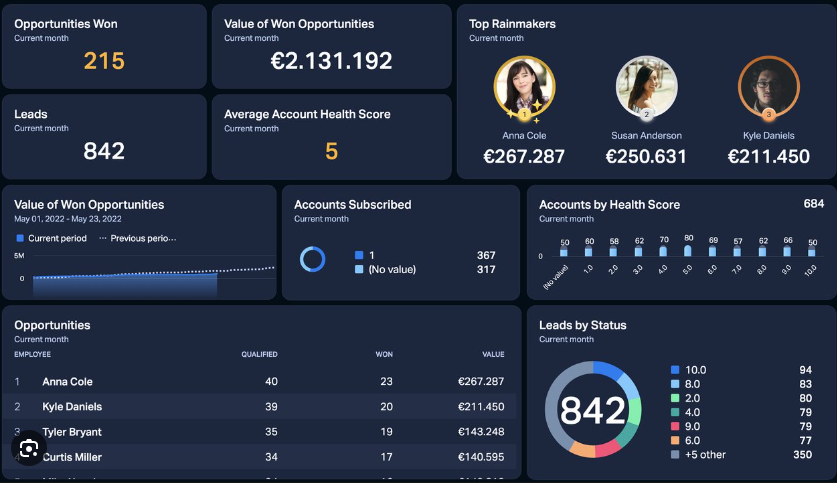 Opportunities Won
Current month
215
Value of Won Opportunities
Current month
€2.131.192
Top Rainmakers
Current month
1
2
3
Anna Cole
Susan Anderson
Kyle Daniels
€267.287
€250.631
€211.450
Leads
Current month
842
Average Account Health Score
Current month
5
Value of Won Opportunities
May 01, 2022 - May 23, 2022
Current period
Previous perio...
5M
0
Accounts Subscribed
Current month
1 367
(No value) 317
Accounts by Health Score 684
Current month
50 60 58 62 70 80 69 57 62 66 50
0
(No value) 1.0 2.0 3.0 4.0 5.0 6.0 7.0 8.0 9.0 10.0
Opportunities
Current month
EMPLOYEE QUALIFIED WON VALUE
1 Anna Cole 40 23 €267.287
2 Kyle Daniels 39 20 €211.450
3 Tyler Bryant 35 19 €143.248
Curtis Miller 34 17 €140.595
Leads by Status
Current month
842
10.0 94
8.0 83
2.0 80
4.0 79
9.0 79
6.0 77
+5 other 350